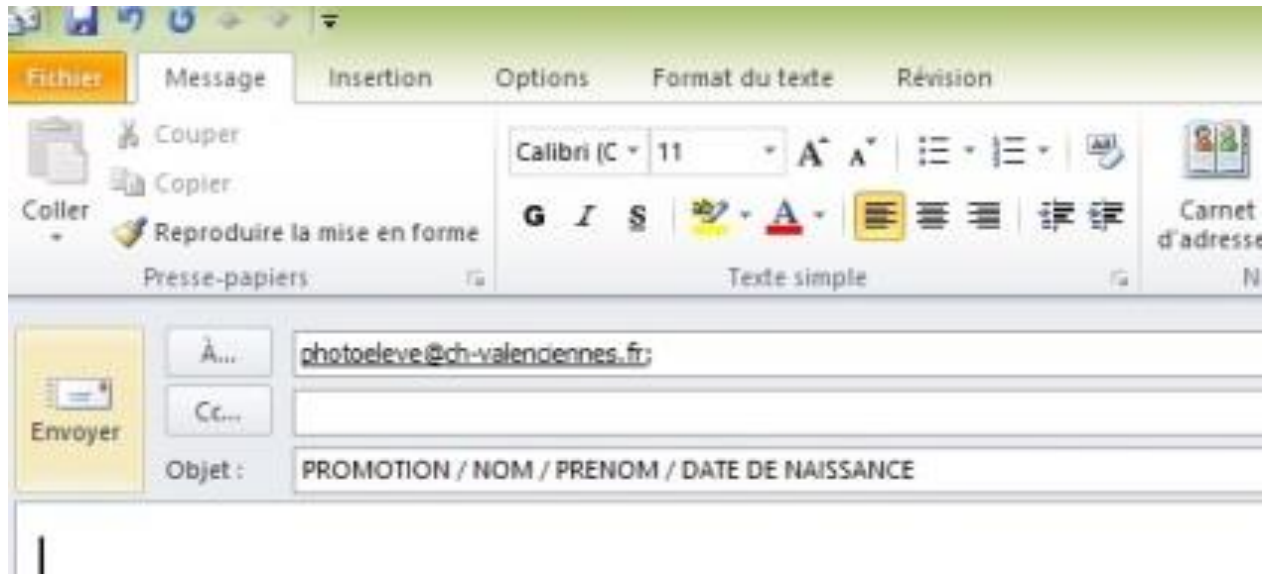 Fichier Message Insertion Options Format du texte Révision
Couper
Copier
Coller
Reproduire la mise en forme
Presse-papiers
Calibri (C 11
G I S
Texte simple
Carnet
d'adresse
N
Envoyer
À... photoeleve@ch-valenciennes.fr;
Cc...
Objet : PROMOTION / NOM / PRENOM / DATE DE NAISSANCE